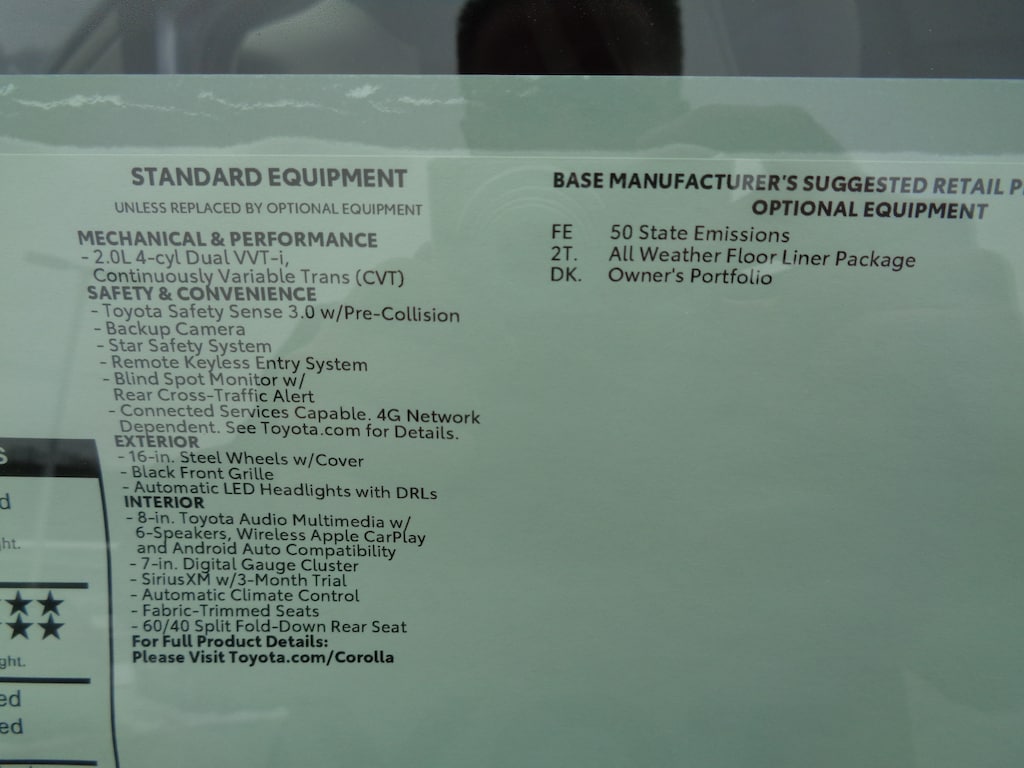 STANDARD EQUIPMENT
UNLESS REPLACED BY OPTIONAL EQUIPMENT
MECHANICAL & PERFORMANCE
- 2.0L 4-cyl Dual VVT-i,
Continuously Variable Trans (CVT)
SAFETY & CONVENIENCE
- Toyota Safety Sense 3.0 w/Pre-Collision
- Backup Camera
- Star Safety System
- Remote Keyless Entry System
- Blind Spot Monitor w/
Rear Cross-Traffic Alert
- Connected Services Capable. 4G Network
Dependent. See Toyota.com for Details.
EXTERIOR
- 16-in. Steel Wheels w/Cover
- Black Front Grille
- Automatic LED Headlights with DRLs
INTERIOR
- 8-in. Toyota Audio Multimedia w/
6-Speakers, Wireless Apple CarPlay
and Android Auto Compatibility
- 7-in. Digital Gauge Cluster
- SiriusXM w/3-Month Trial
- Automatic Climate Control
- Fabric-Trimmed Seats
- 60/40 Split Fold-Down Rear Seat
For Full Product Details:
Please Visit Toyota.com/Corolla
BASE MANUFACTURER'S SUGGESTED RETAIL P
OPTIONAL EQUIPMENT
FE 50 State Emissions
2T. All Weather Floor Liner Package
DK. Owner's Portfolio
S
d
ht.
★★
★★
ght.
ed
ed